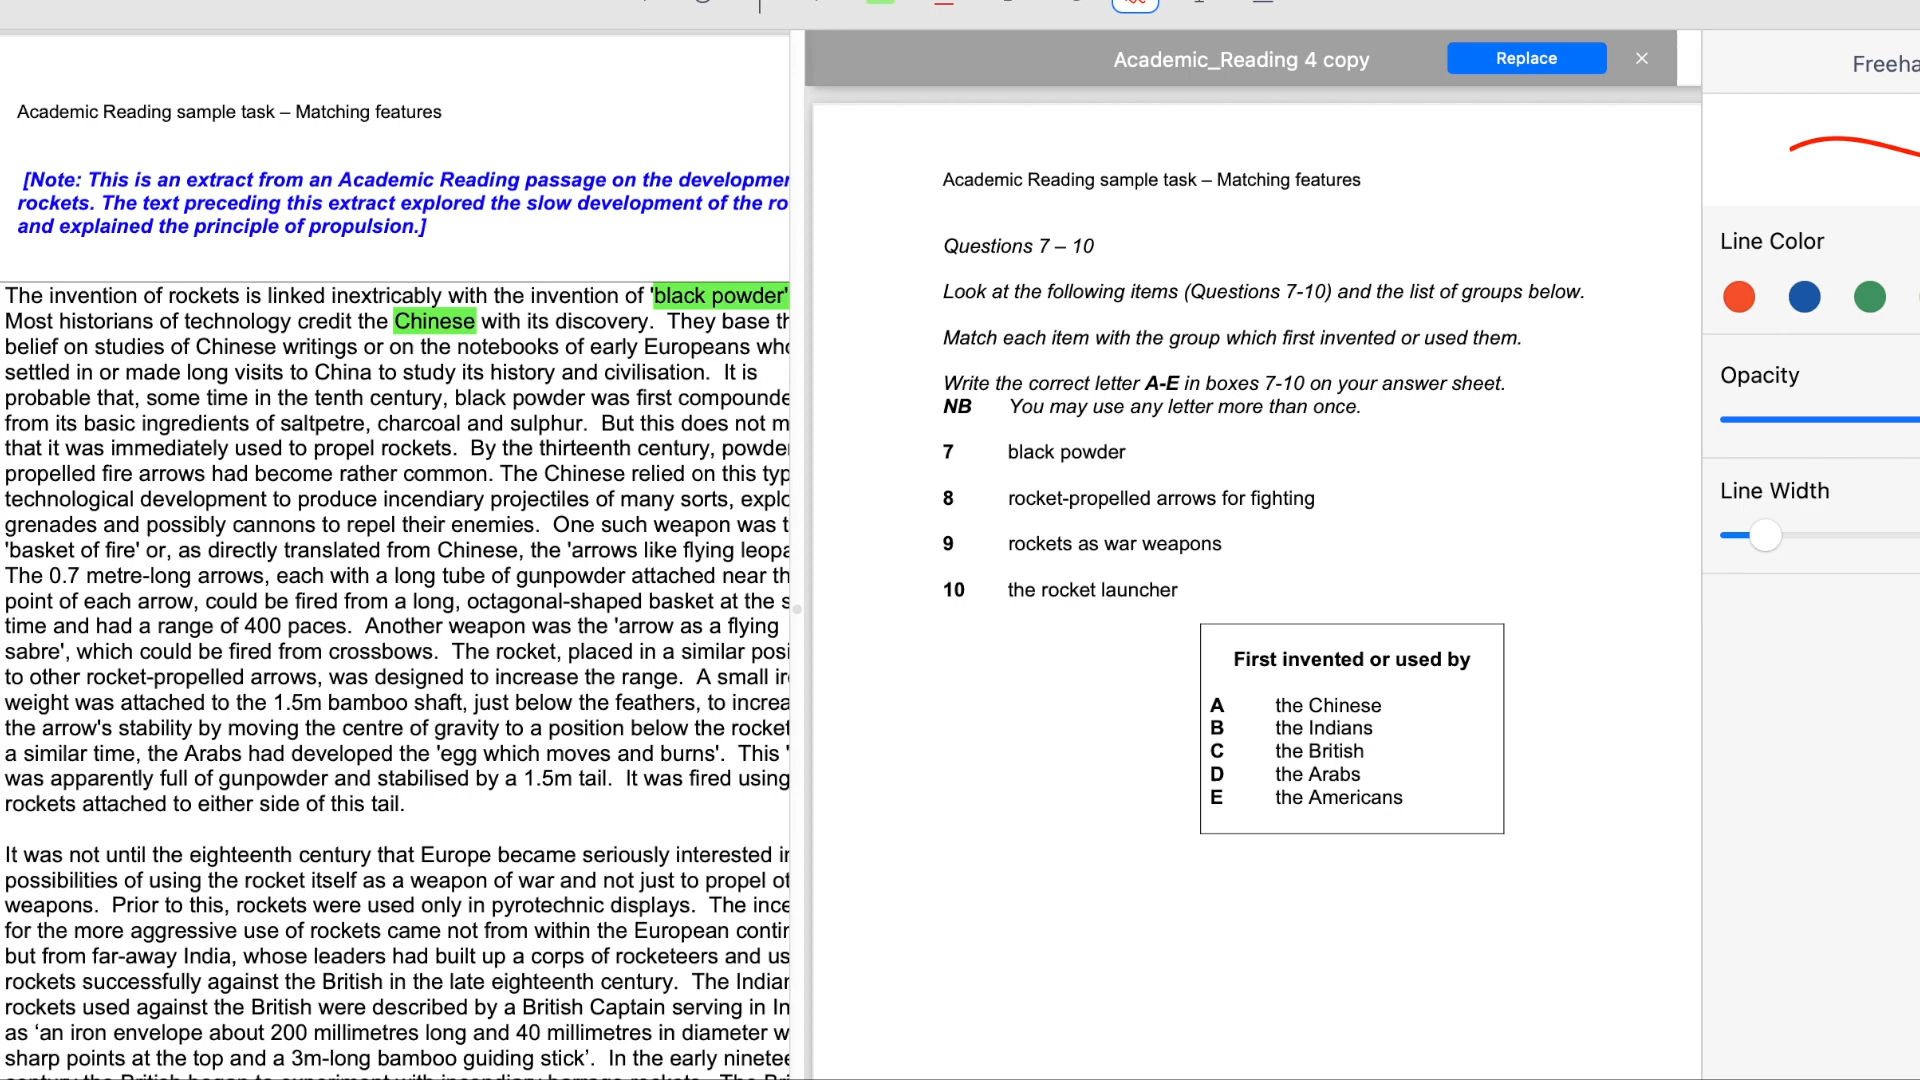 Academic Reading sample task – Matching features
[Note: This is an extract from an Academic Reading passage on the
rockets. The text preceding this extract explored the slow development of the
and explained the principle of propulsion.]
The invention of rockets is linked inextricably with the invention of 'black powder'
Most historians of technology credit the Chinese with its discovery.  They base
belief on studies of Chinese writings or on the notebooks of early Europeans
settled in or made long visits to China to study its history and civilisation.  It is
probable that, some time in the tenth century, black powder was first
from its basic ingredients of saltpetre, charcoal and sulphur.  But this does not
that it was immediately used to propel rockets.  By the thirteenth century,
propelled fire arrows had become rather common. The Chinese relied on this
technological development to produce incendiary projectiles of many sorts,
grenades and possibly cannons to repel their enemies.  One such weapon was
'basket of fire' or, as directly translated from Chinese, the 'arrows like flying
The 0.7 metre-long arrows, each with a long tube of gunpowder attached near
point of each arrow, could be fired from a long, octagonal-shaped basket at the
time and had a range of 400 paces.  Another weapon was the 'arrow as a flying
sabre', which could be fired from crossbows.  The rocket, placed in a similar
to other rocket-propelled arrows, was designed to increase the range.  A small
weight was attached to the 1.5m bamboo shaft, just below the feathers, to
the arrow's stability by moving the centre of gravity to a position below the
a similar time, the Arabs had developed the 'egg which moves and burns'.  This '
was apparently full of gunpowder and stabilised by a 1.5m tail.  It was fired using
rockets attached to either side of this tail.
It was not until the eighteenth century that Europe became seriously interested
possibilities of using the rocket itself as a weapon of war and not just to propel
weapons.  Prior to this, rockets were used only in pyrotechnic displays.  The
for the more aggressive use of rockets came not from within the European
but from far-away India, whose leaders had built up a corps of rocketeers and
rockets successfully against the British in the late eighteenth century.  The
rockets used against the British were described by a British Captain serving in
as ‘an iron envelope about 200 millimetres long and 40 millimetres in diameter
sharp points at the top and a 3m-long bamboo guiding stick’.  In the early
Academic_Reading 4 copy
Replace
Academic Reading sample task – Matching features
Questions 7 – 10
Look at the following items (Questions 7-10) and the list of groups below.
Match each item with the group which first invented or used them.
Write the correct letter A-E in boxes 7-10 on your answer sheet.
NB You may use any letter more than once.
7 black powder
8 rocket-propelled arrows for fighting
9 rockets as war weapons
10 the rocket launcher
First invented or used by
A the Chinese
B the Indians
C the British
D the Arabs
E the Americans
Line Color
Opacity
Line Width